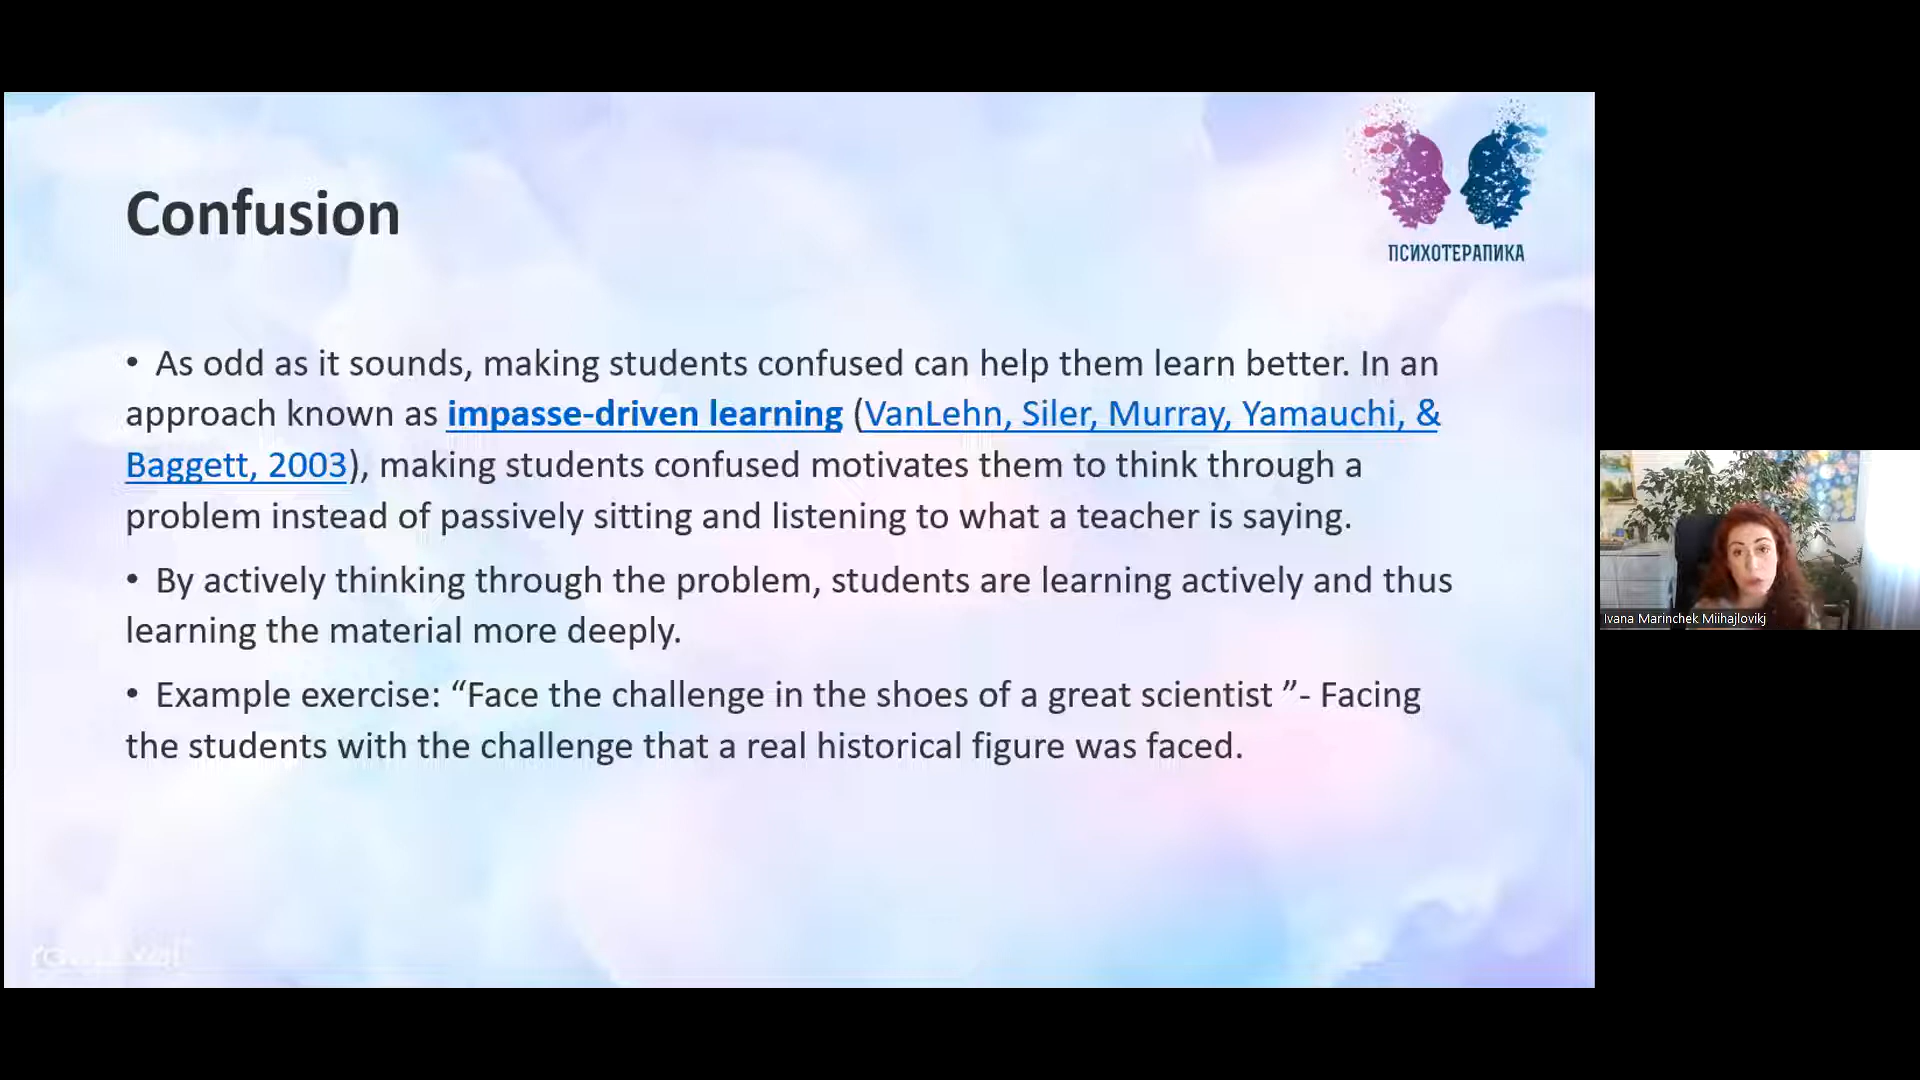 Confusion
ПСИХОТЕРАПИКА
• As odd as it sounds, making students confused can help them learn better. In an
approach known as impasse-driven learning (VanLehn, Siler, Murray, Yamauchi, &
Baggett, 2003), making students confused motivates them to think through a
problem instead of passively sitting and listening to what a teacher is saying.
• By actively thinking through the problem, students are learning actively and thus
learning the material more deeply.
• Example exercise: “Face the challenge in the shoes of a great scientist ”- Facing
the students with the challenge that a real historical figure was faced.
Ivana Marinchek Miihajlovikj